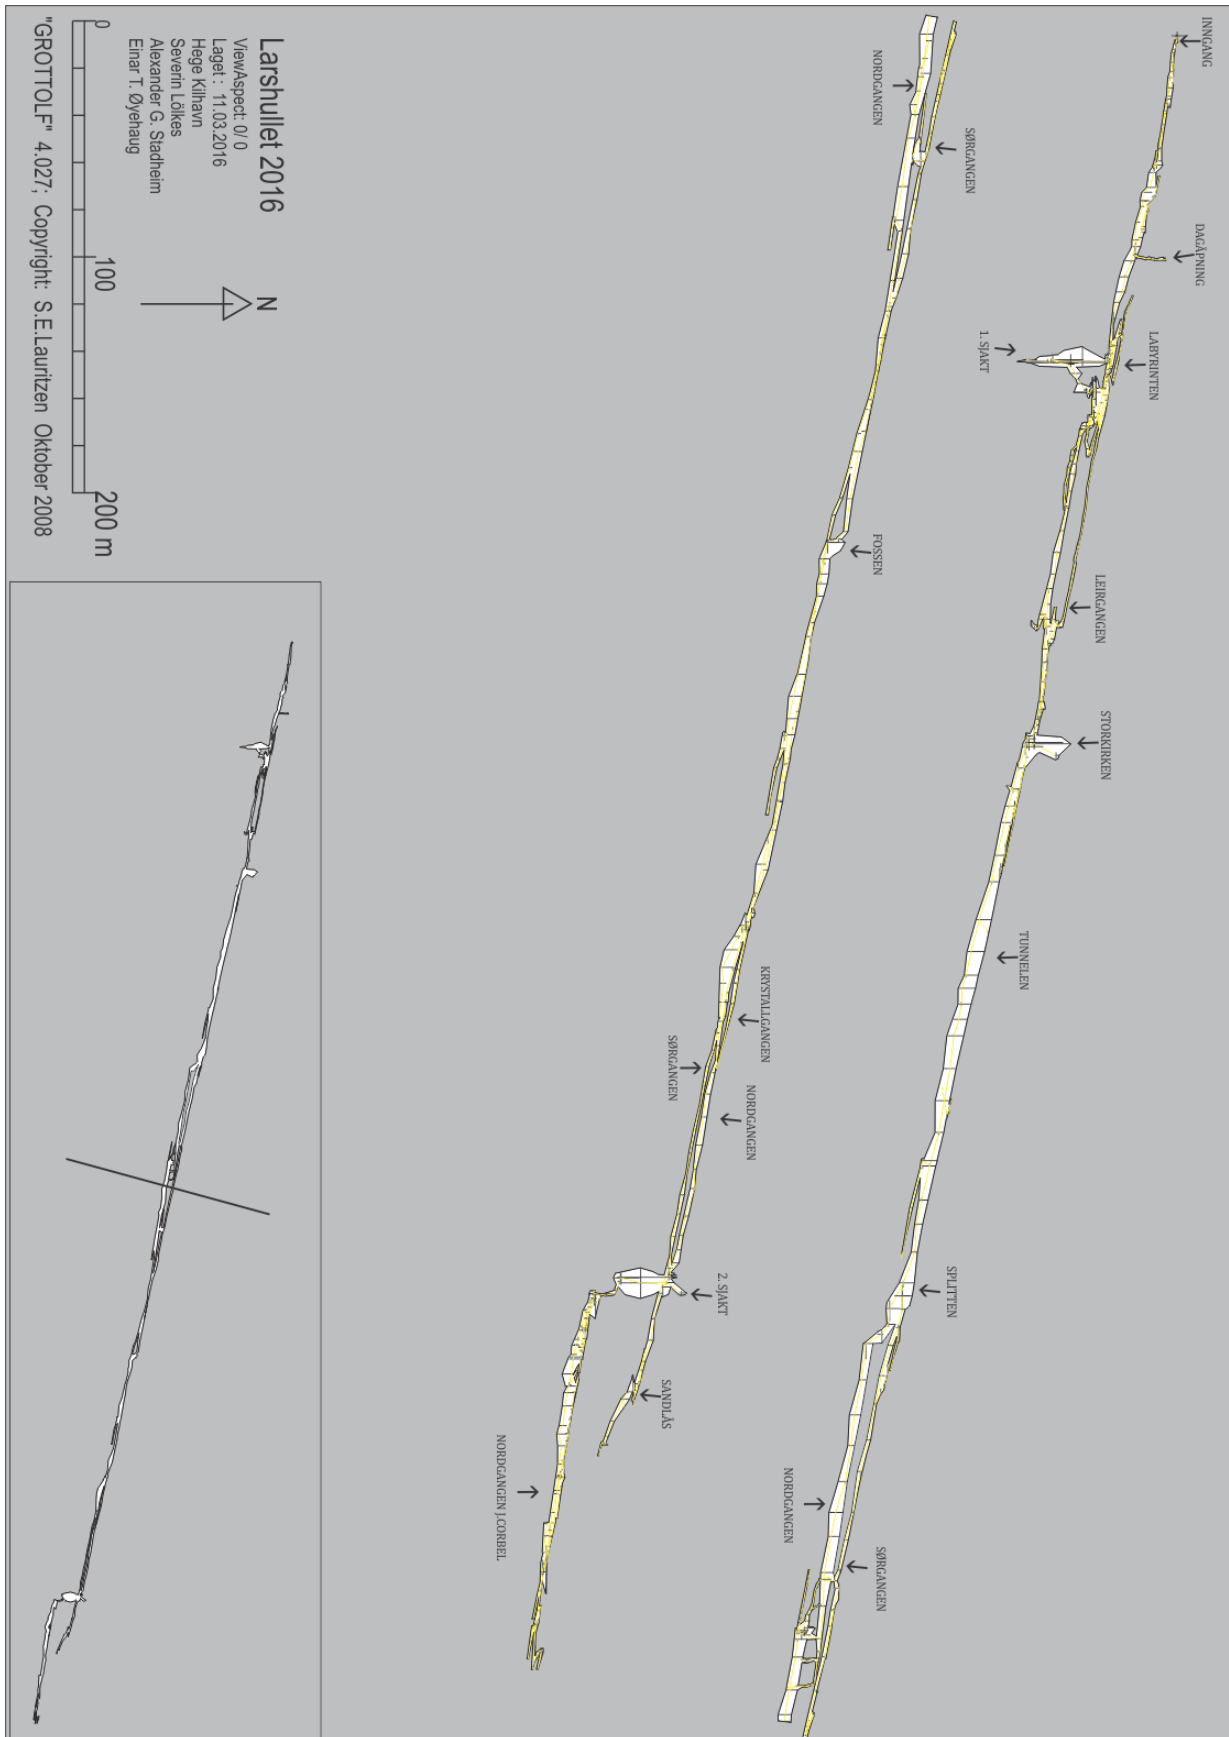 INNGANG
DAGÅPNING
1. SJAKT
LABYRINTEN
LEIRGANGEN
STORKIRKEN
TUNNELEN
SPLITTEN
NORDGANGEN
SØRGANGEN
NORDGANGEN
SØRGANGEN
FOSSEN
KRYSTALLGANGEN
SØRGANGEN
NORDGANGEN
2. SJAKT
SANDLÅS
NORDGANGEN J.CORBEL
Larshullet 2016
ViewAspect: 0/ 0
Laget : 11.03.2016
Hege Kilhavn
Severin Lölkes
Alexander G. Stadheim
Einar T. Øyehaug
N
0 100 200 m
"GROTTOLF" 4.027; Copyright: S.E.Lauritzen Oktober 2008